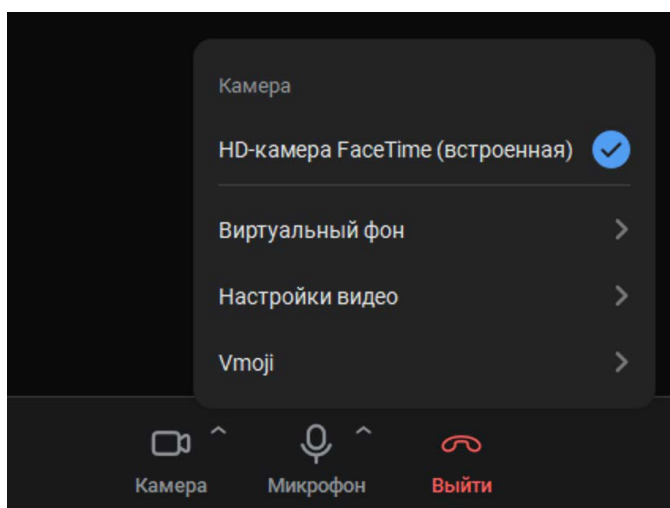 Камера
HD-камера FaceTime (встроенная)
Виртуальный фон
Настройки видео
Vmoji
Камера
Микрофон
Выйти